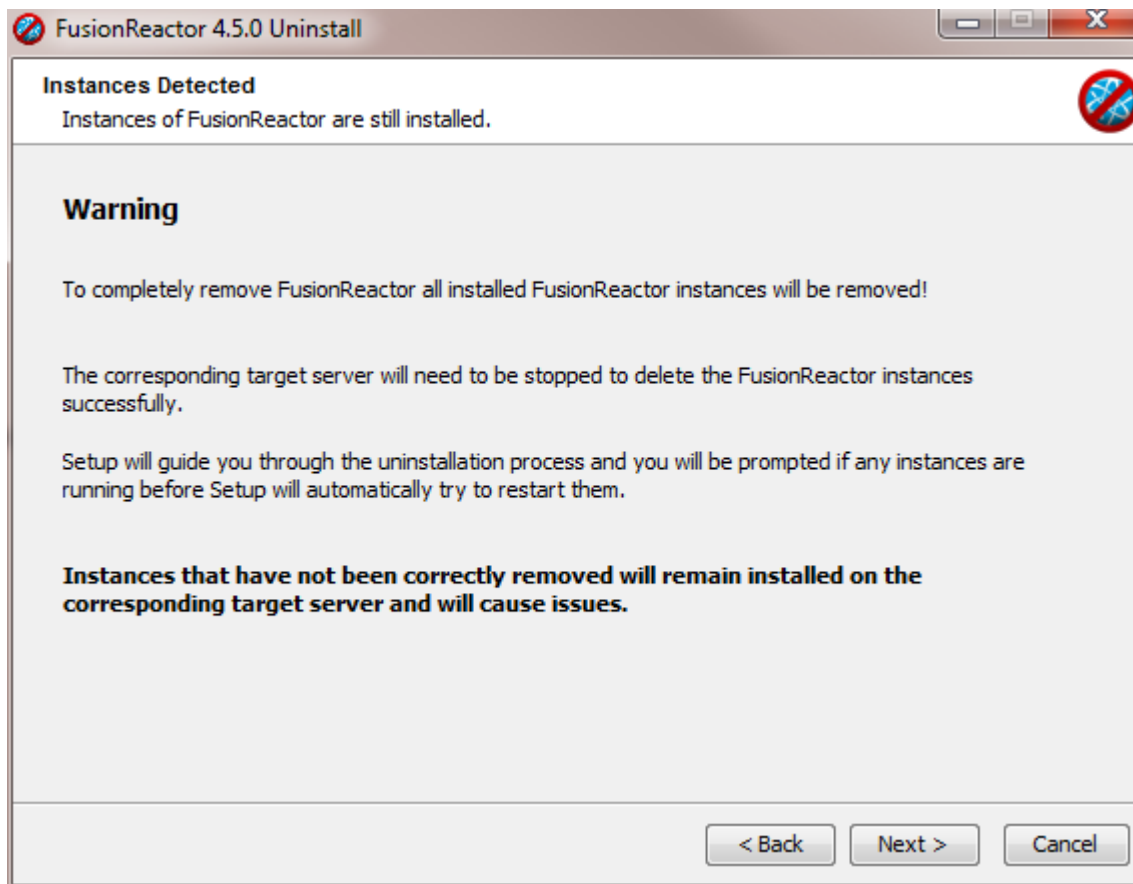 FusionReactor 4.5.0 Uninstall
Instances Detected
Instances of FusionReactor are still installed.
Warning
To completely remove FusionReactor all installed FusionReactor instances will be removed!
The corresponding target server will need to be stopped to delete the FusionReactor instances
successfully.
Setup will guide you through the uninstallation process and you will be prompted if any instances are
running before Setup will automatically try to restart them.
Instances that have not been correctly removed will remain installed on the
corresponding target server and will cause issues.
< Back Next > Cancel